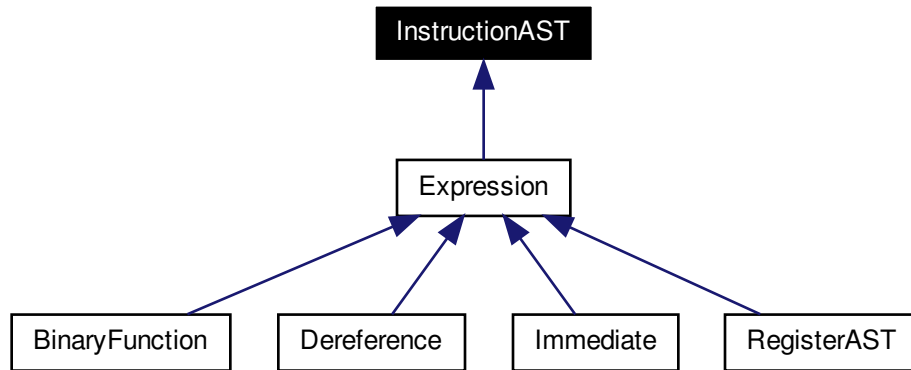 InstructionAST
Expression
BinaryFunction
Dereference
Immediate
RegisterAST